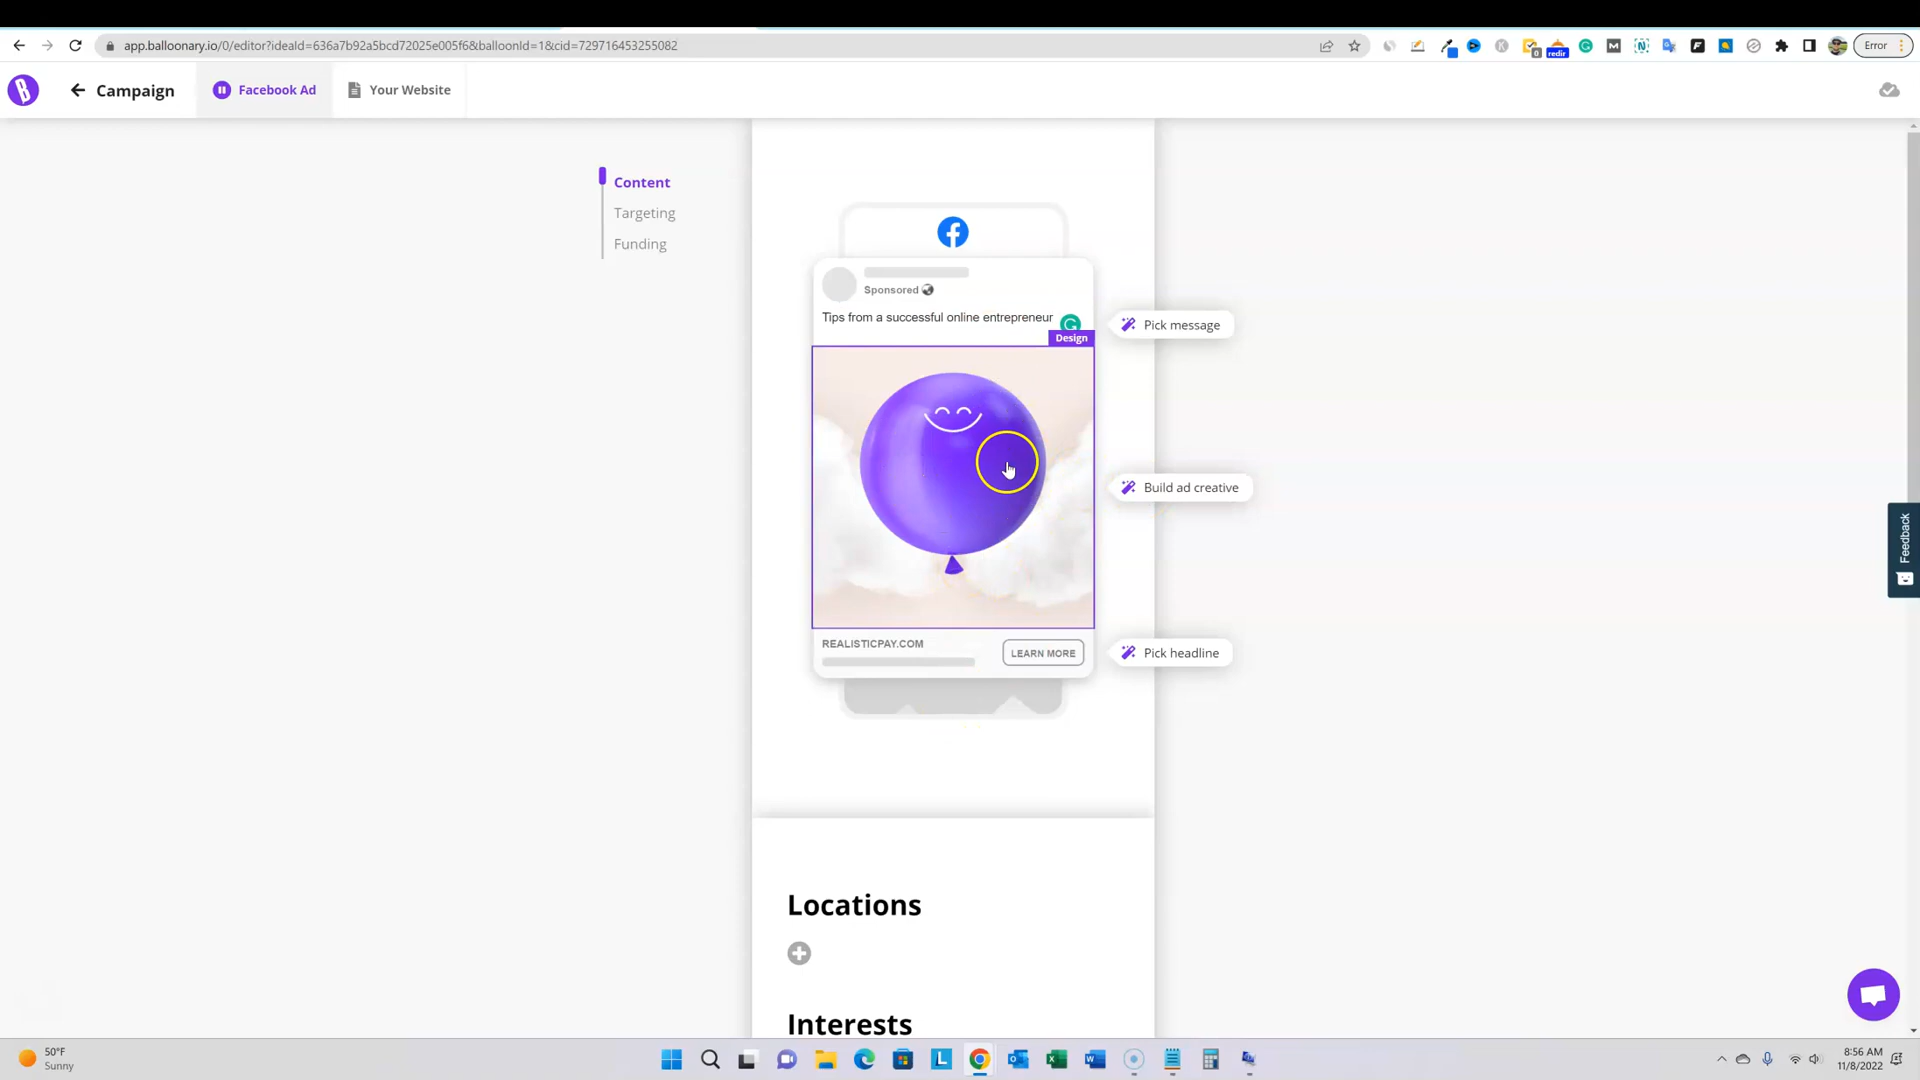 app.balloonary.io/0/editor?ideaId=636a7b92a5bcd72025e005f6&balloonId=1&cid=729716453255082
Error
redir
0
Campaign
Facebook Ad
Your Website
Content
Targeting
Funding
Sponsored
Tips from a successful online entrepreneur
Pick message
Design
Build ad creative
Feedback
REALISTICPAY.COM
LEARN MORE
Pick headline
Locations
Interests
50°F
Sunny
8:56 AM
11/8/2022